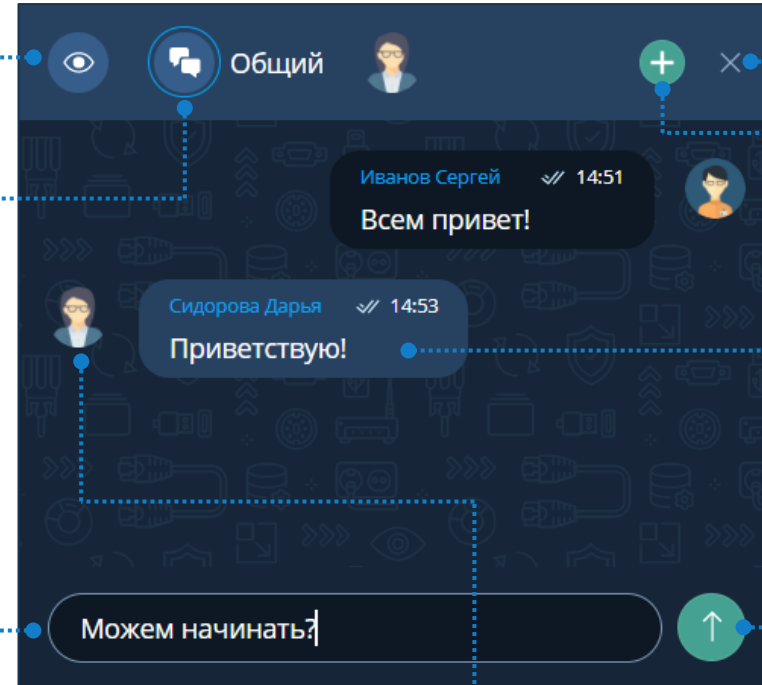 Общий
Иванов Сергей 14:51
Всем привет!
Сидорова Дарья 14:53
Приветствую!
Можем начинать?